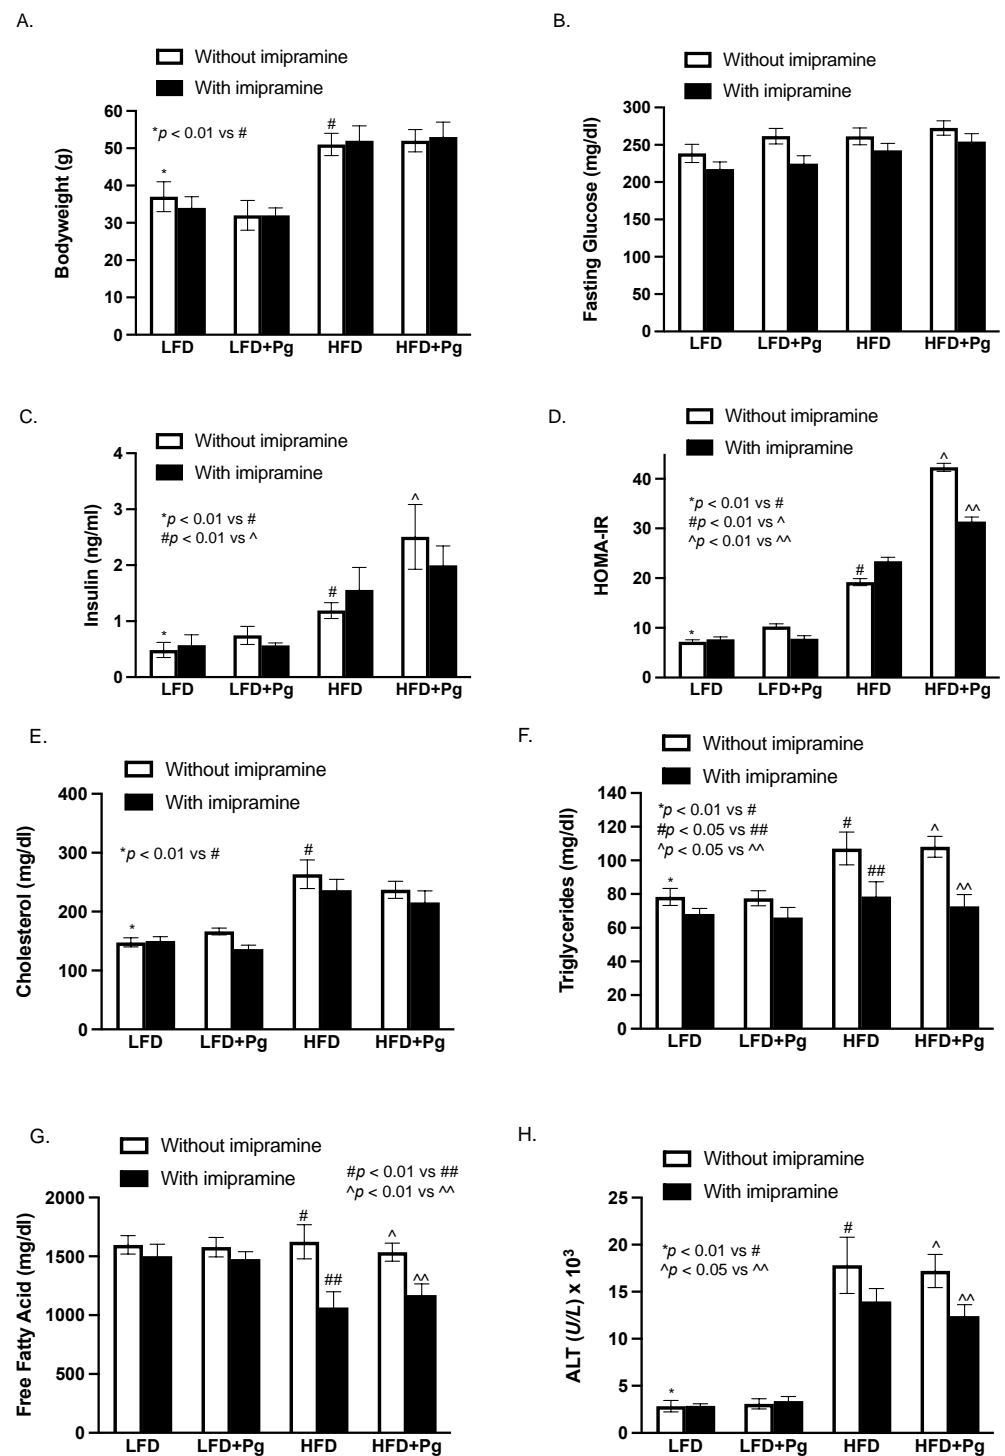 A.
Without imipramine
With imipramine
*p < 0.01 vs #
Bodyweight (g)
60
50
40
30
20
10
0
*
#
LFD
LFD+Pg
HFD
HFD+Pg
B.
Without imipramine
With imipramine
Fasting Glucose (mg/dl)
300
250
200
150
100
50
0
LFD
LFD+Pg
HFD
HFD+Pg
C.
Without imipramine
With imipramine
*p < 0.01 vs #
#p < 0.01 vs ^
Insulin (ng/ml)
4
3
2
1
0
*
#
^
LFD
LFD+Pg
HFD
HFD+Pg
D.
Without imipramine
With imipramine
*p < 0.01 vs #
#p < 0.01 vs ^
^p < 0.01 vs ^^
HOMA-IR
40
30
20
10
0
*
#
^
^^
LFD
LFD+Pg
HFD
HFD+Pg
E.
Without imipramine
With imipramine
*p < 0.01 vs #
Cholesterol (mg/dl)
400
300
200
100
0
*
#
LFD
LFD+Pg
HFD
HFD+Pg
F.
Without imipramine
With imipramine
*p < 0.01 vs #
#p < 0.05 vs ##
^p < 0.05 vs ^^
Triglycerides (mg/dl)
140
120
100
80
60
40
20
0
*
#
##
^
^^
LFD
LFD+Pg
HFD
HFD+Pg
G.
Without imipramine
With imipramine
#p < 0.01 vs ##
^p < 0.01 vs ^^
Free Fatty Acid (mg/dl)
2000
1500
1000
500
0
#
##
^
^^
LFD
LFD+Pg
HFD
HFD+Pg
H.
Without imipramine
With imipramine
*p < 0.01 vs #
^p < 0.05 vs ^^
ALT (U/L) x 10³
25
20
15
10
5
0
*
#
^
^^
LFD
LFD+Pg
HFD
HFD+Pg